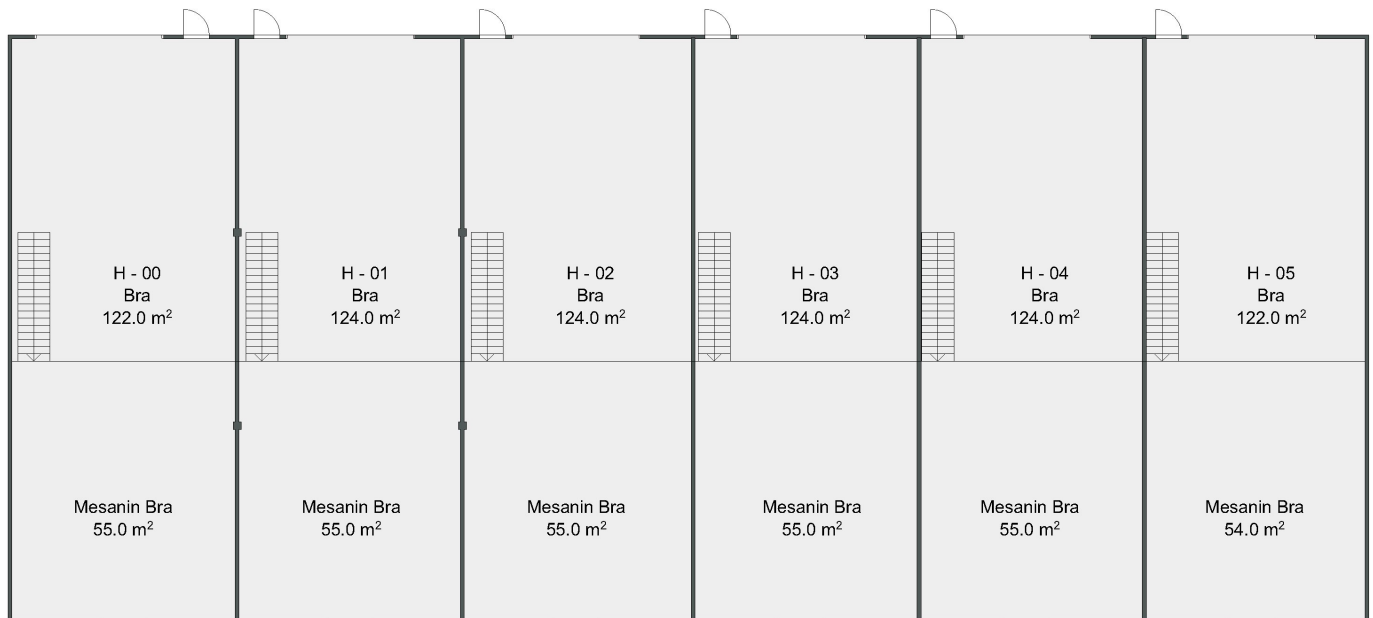 H - 00
Bra
122.0 m²
H - 01
Bra
124.0 m²
H - 02
Bra
124.0 m²
H - 03
Bra
124.0 m²
H - 04
Bra
124.0 m²
H - 05
Bra
122.0 m²
Mesanin Bra
55.0 m²
Mesanin Bra
55.0 m²
Mesanin Bra
55.0 m²
Mesanin Bra
55.0 m²
Mesanin Bra
55.0 m²
Mesanin Bra
54.0 m²